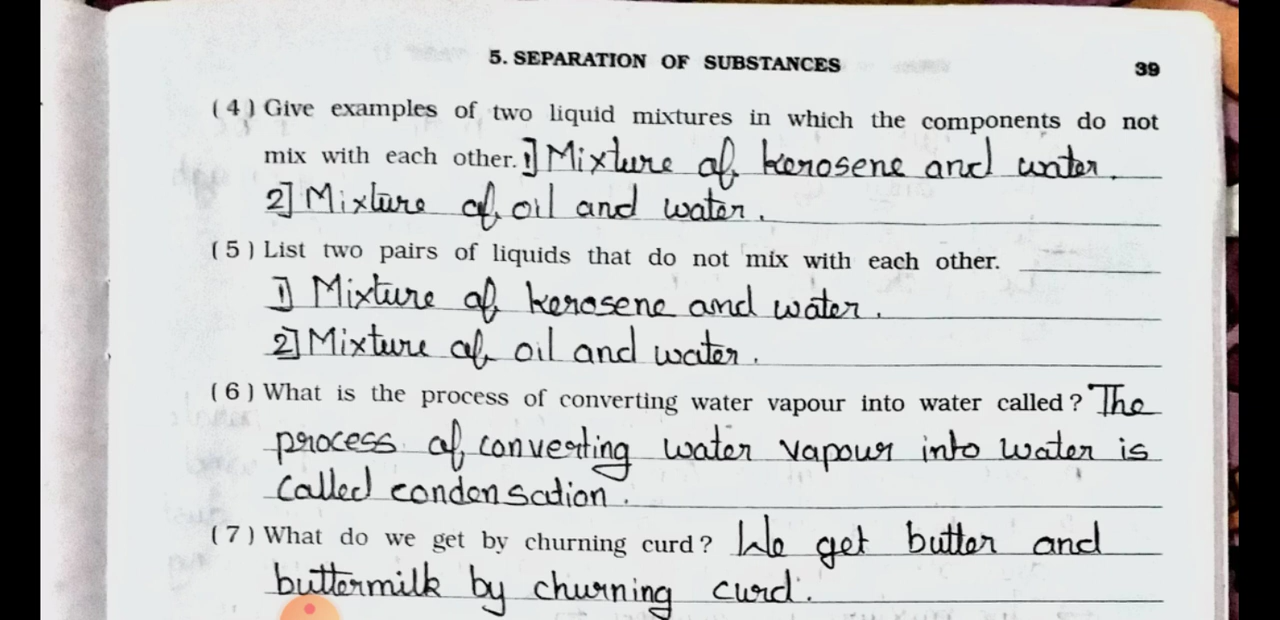 5. SEPARATION OF SUBSTANCES 39
(4) Give examples of two liquid mixtures in which the components do not
mix with each other. 1] Mixture of kerosene and water.
2] Mixture of oil and water.
(5) List two pairs of liquids that do not mix with each other.
1] Mixture of kerosene and water.
2] Mixture of oil and water.
(6) What is the process of converting water vapour into water called? The
process of converting water vapour into water is
called condensation.
(7) What do we get by churning curd? We get butter and
buttermilk by churning curd.